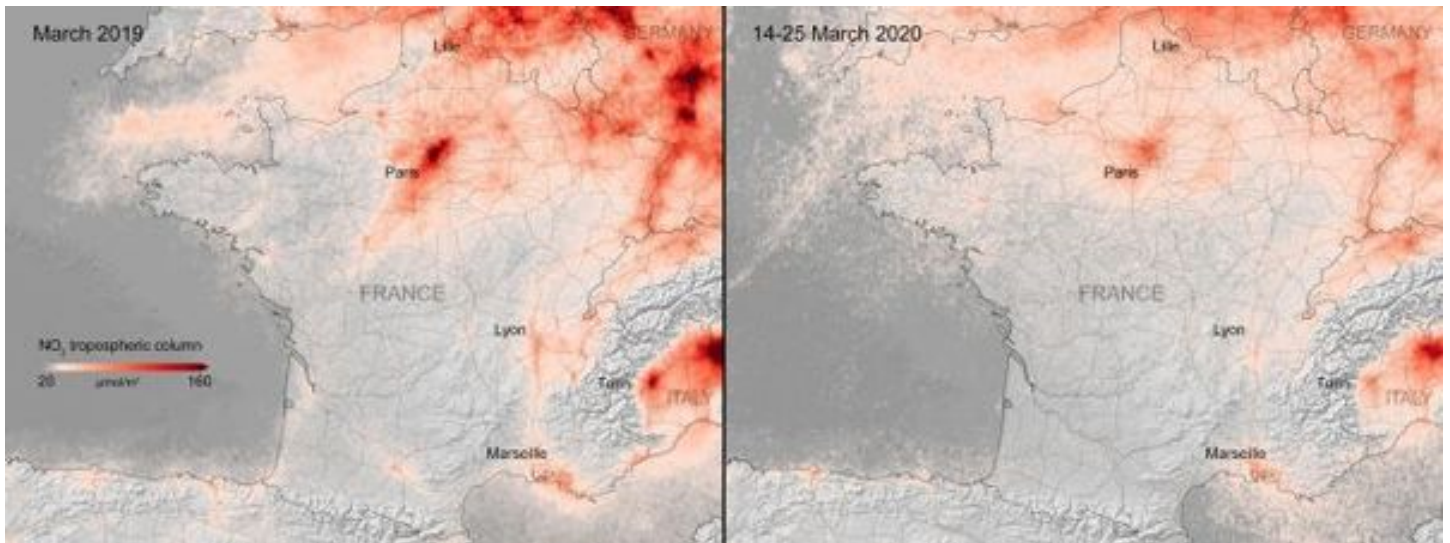 March 2019
GERMANY
Lille
Paris
FRANCE
Lyon
NO₂ tropospheric column
20 µmol/m² 160
Turin
ITALY
Marseille
14-25 March 2020
GERMANY
Lille
Paris
FRANCE
Lyon
Turin
ITALY
Marseille